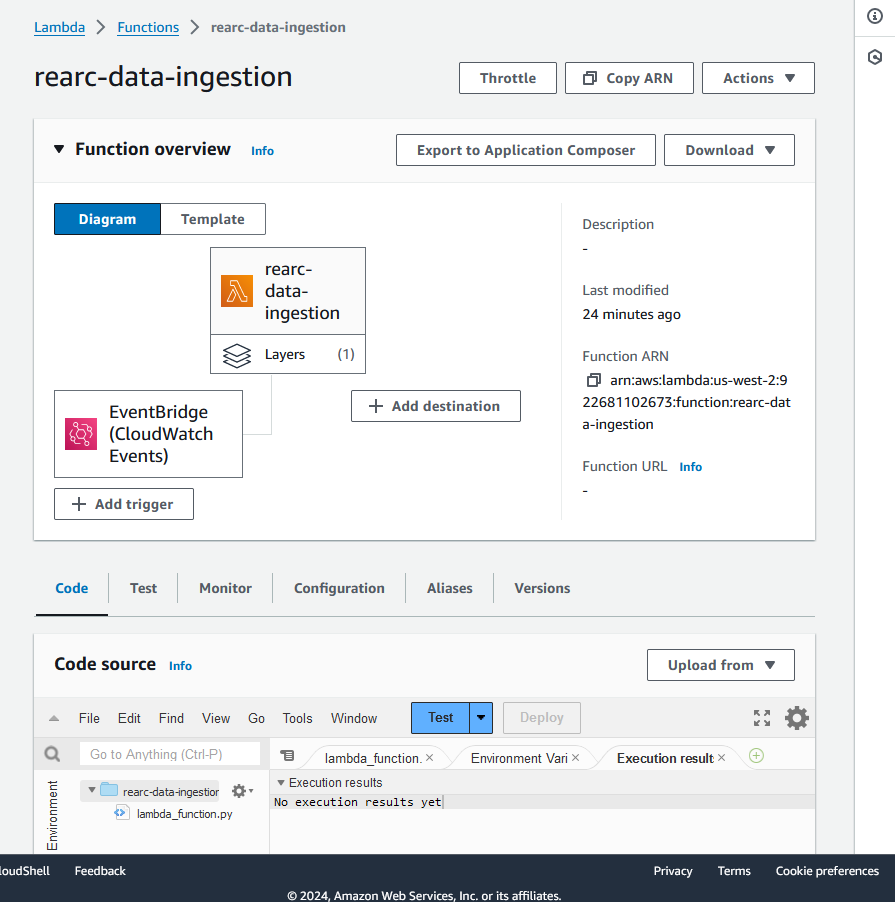 Lambda > Functions > rearc-data-ingestion
rearc-data-ingestion
Throttle
Copy ARN
Actions
Function overview Info
Export to Application Composer
Download
Diagram
Template
rearc-
data-
ingestion
Layers (1)
EventBridge
(CloudWatch
Events)
+ Add destination
+ Add trigger
Description
-
Last modified
24 minutes ago
Function ARN
arn:aws:lambda:us-west-2:9
22681102673:function:rearc-dat
a-ingestion
Function URL Info
-
Code
Test
Monitor
Configuration
Aliases
Versions
Code source Info
Upload from
File Edit Find View Go Tools Window
Test
Deploy
Go to Anything (Ctrl-P)
lambda_function.
Environment Vari
Execution result
Environment
rearc-data-ingestion
lambda_function.py
Execution results
No execution results yet
loudShell
Feedback
Privacy
Terms
Cookie preferences
© 2024, Amazon Web Services, Inc. or its affiliates.